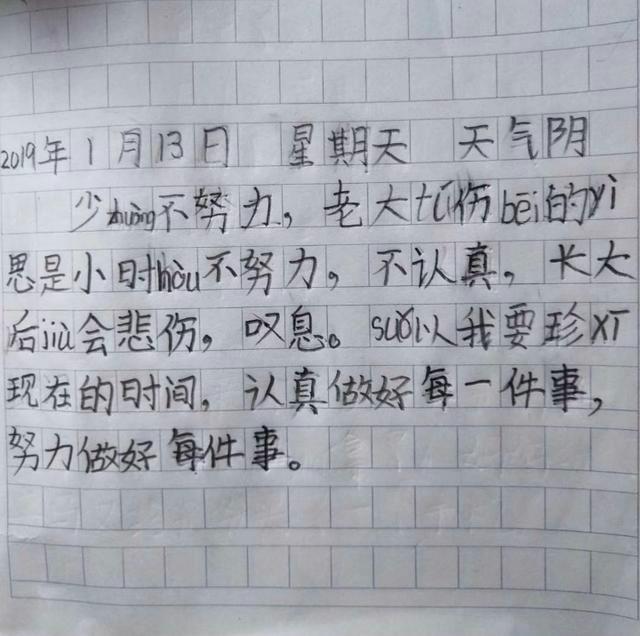 2019年1月13日 星期天 天气阴
少zhuàng不努力，老大tú伤bēi的yì
思是小时hòu不努力，不认真，长大
后jiù会悲伤，叹息。suǒ以我要珍xī
现在的时间，认真做好每一件事，
努力做好每件事。